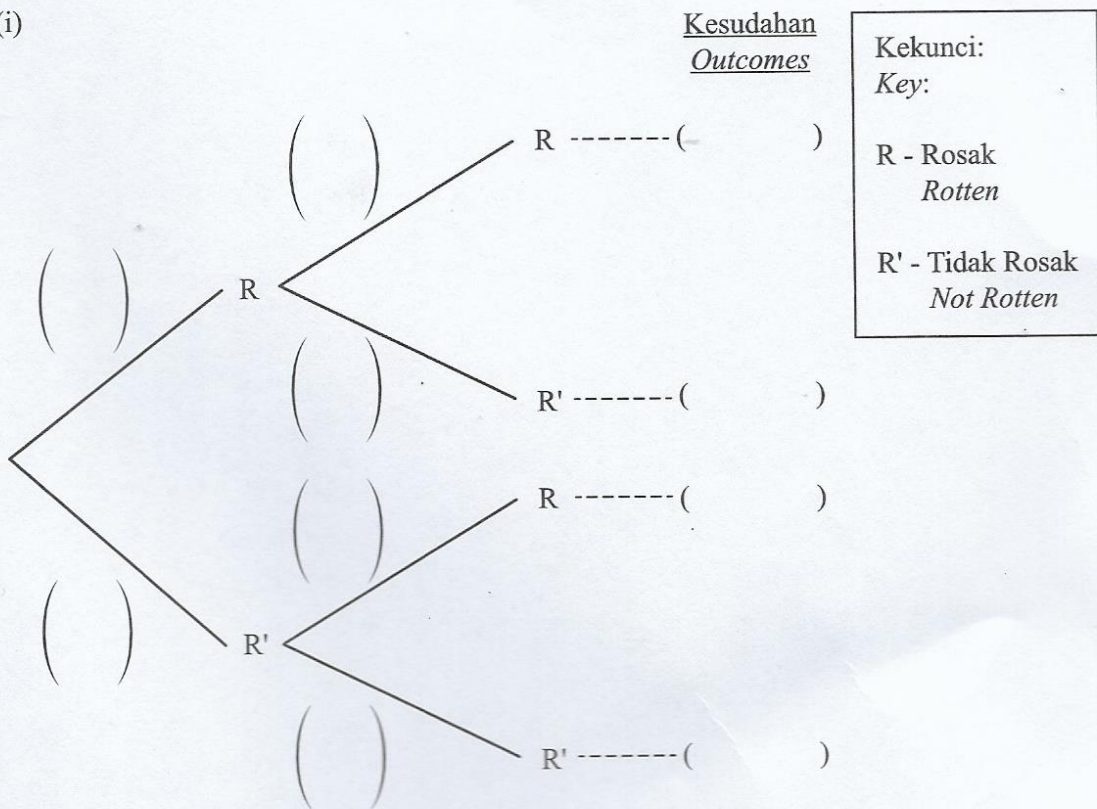 (i)
Kesudahan
Outcomes
Kekunci:
Key:
R - Rosak
Rotten
R' - Tidak Rosak
Not Rotten
R -------( )
R
R' -------( )
R -------( )
R'
R' -------( )